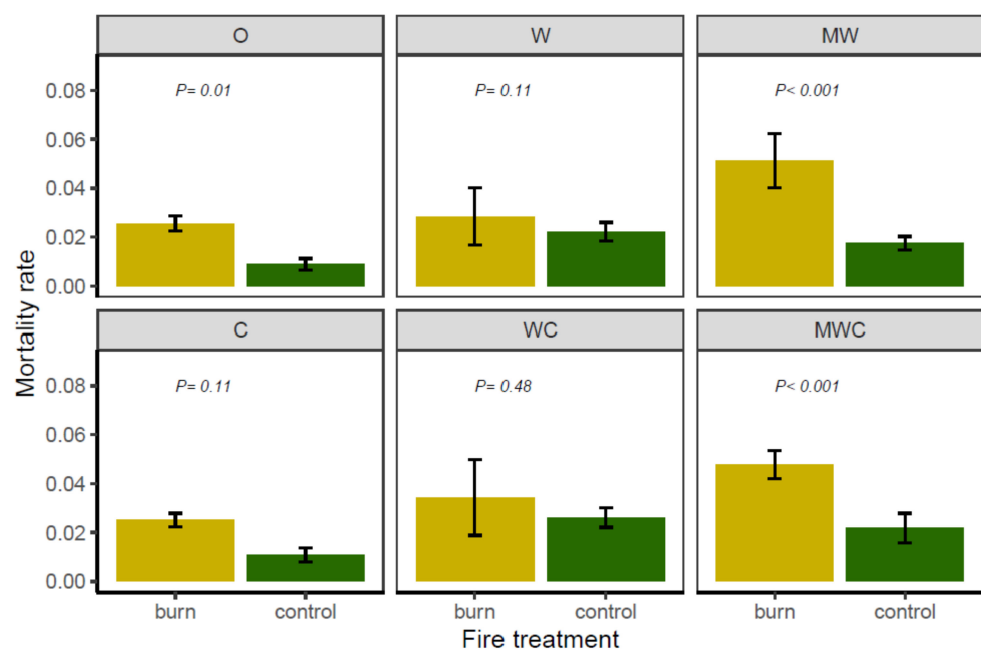 O W MW
P= 0.01 P= 0.11 P< 0.001
0.08
0.06
0.04
0.02
0.00
C WC MWC
P= 0.11 P= 0.48 P< 0.001
0.08
0.06
0.04
0.02
0.00
Mortality rate
burn control burn control burn control
Fire treatment